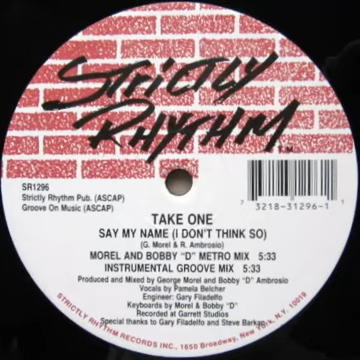 STRICTLY
RHYTHM.
SR1296
Strictly Rhythm Pub. (ASCAP)
Groove On Music (ASCAP)
7 3218-31296-1 1
TAKE ONE
SAY MY NAME (I DON'T THINK SO)
(G. Morel & R. Ambrosio)
MOREL AND BOBBY "D" METRO MIX 5:33
INSTRUMENTAL GROOVE MIX 5:33
Produced and Mixed by George Morel and Bobby "D" Ambrosio
Vocals by Pamela Belcher
Engineer: Gary Filadelfo
Keyboards by Morel & Bobby "D"
Recorded at Garrett Studios
Special thanks to Gary Filadelfo and Steve Barkan
STRICTLY RHYTHM RECORDS INC., 1650 BROADWAY, New York, N.Y. 10019